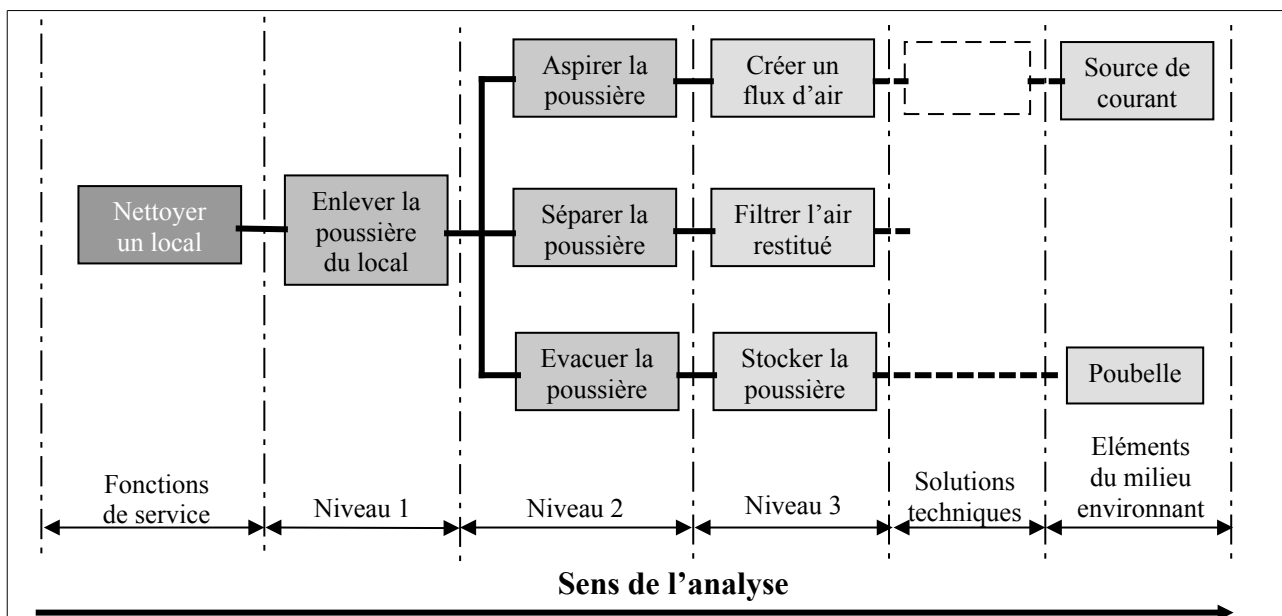 Aspirer la
poussière
Créer un
flux d’air
Source de
courant
Nettoyer
un local
Enlever la
poussière
du local
Séparer la
poussière
Filtrer l’air
restitué
Evacuer la
poussière
Stocker la
poussière
Poubelle
Fonctions
de service
Niveau 1
Niveau 2
Niveau 3
Solutions
techniques
Eléments
du milieu
environnant
Sens de l’analyse